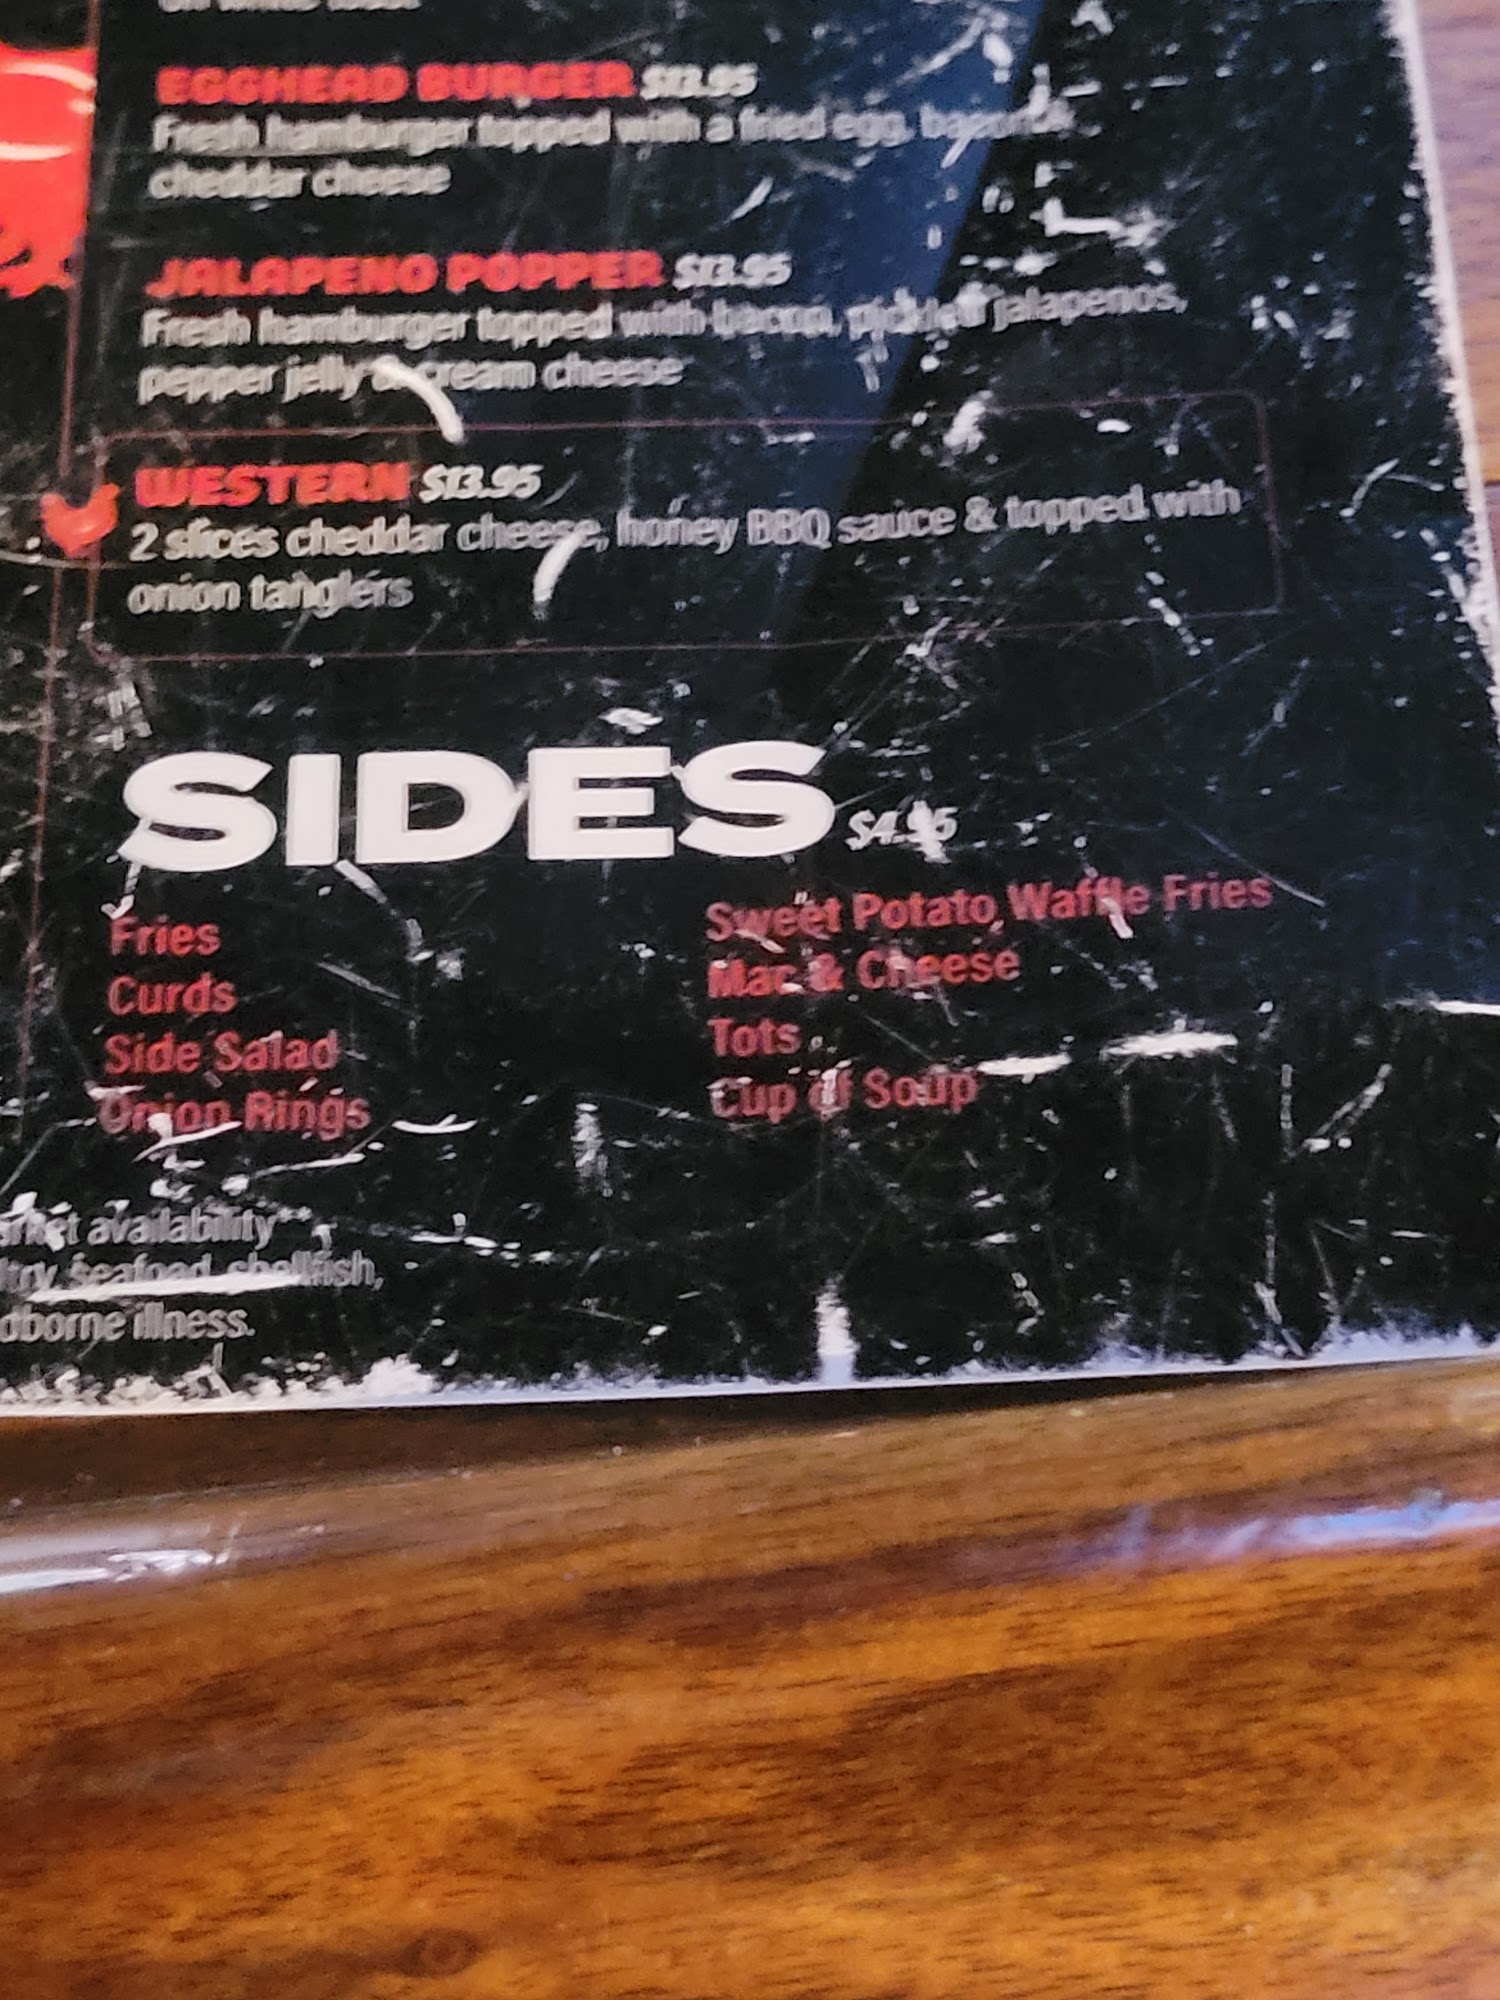 EGGHEAD BURGER $13.95
Fresh hamburger topped with a fried egg, bacon &
cheddar cheese
JALAPENO POPPER $13.95
Fresh hamburger topped with bacon, pickled jalapenos,
pepper jelly & cream cheese
WESTERN $13.95
2 slices cheddar cheese, honey BBQ sauce & topped with
onion tanglers
SIDES $4.95
Fries
Curds
Side Salad
Onion Rings
Sweet Potato Waffle Fries
Mac & Cheese
Tots
Cup of Soup
availability**
seafood, shellfish,
illness.